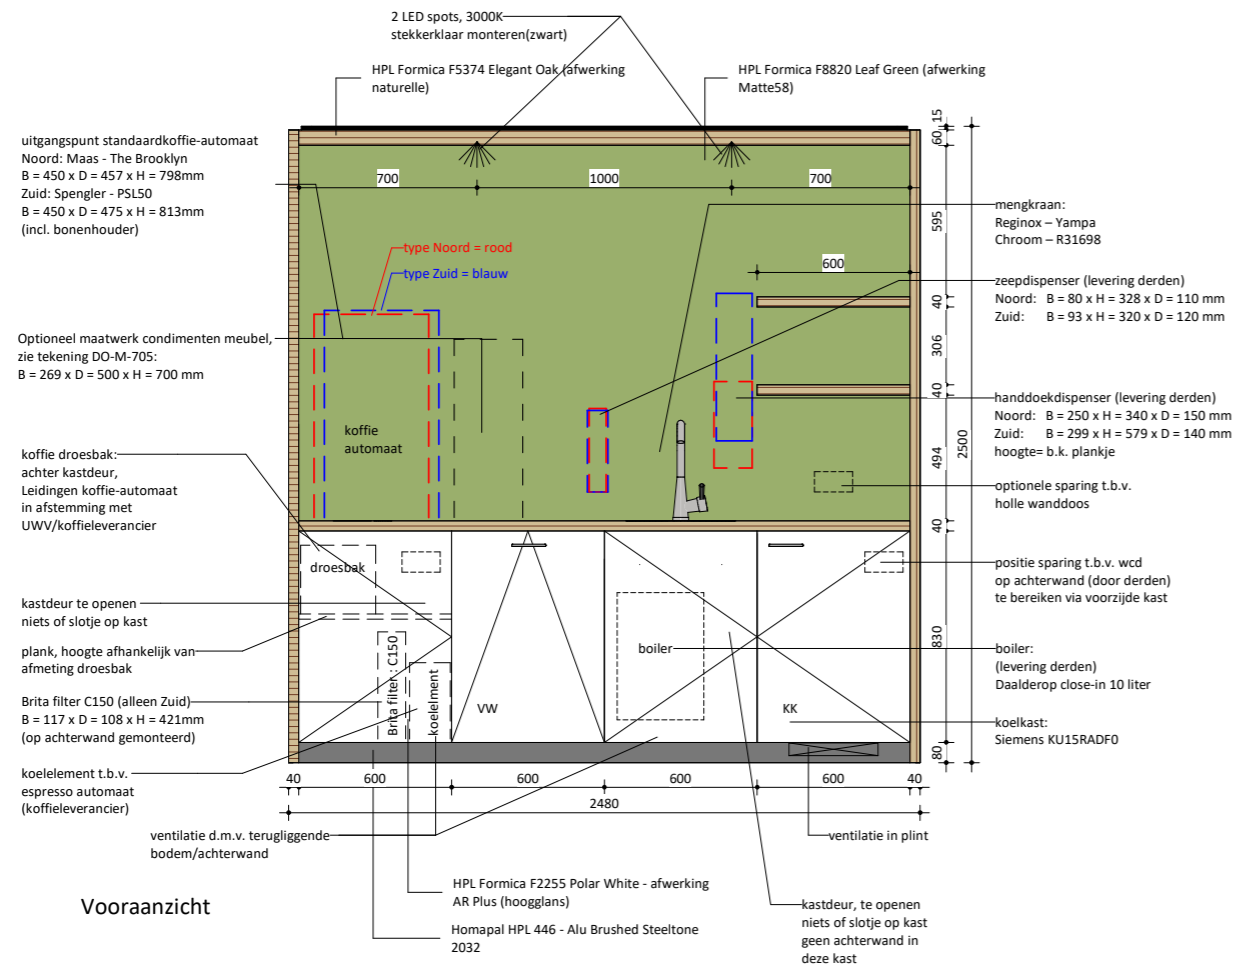 2 LED spots, 3000K
stekkerklaar monteren(zwart)
HPL Formica F5374 Elegant Oak (afwerking
naturelle)
HPL Formica F8820 Leaf Green (afwerking
Matte58)
uitgangspunt standaardkoffie-automaat
Noord: Maas - The Brooklyn
B = 450 x D = 457 x H = 798mm
Zuid: Spengler - PSL50
B = 450 x D = 475 x H = 813mm
(incl. bonenhouder)
Optioneel maatwerk condimenten meubel,
zie tekening DO-M-705:
B = 269 x D = 500 x H = 700 mm
koffie droesbak:
achter kastdeur,
Leidingen koffie-automaat
in afstemming met
UWV/koffieleverancier
kastdeur te openen
niets of slotje op kast
plank, hoogte afhankelijk van
afmeting droesbak
Brita filter C150 (alleen Zuid)
B = 117 x D = 108 x H = 421mm
(op achterwand gemonteerd)
koelelement t.b.v.
espresso automaat
(koffieleverancier)
ventilatie d.m.v. terugliggende
bodem/achterwand
700
1000
700
type Noord = rood
type Zuid = blauw
600
koffie
automaat
droesbak
Brita filter : C150
koelelment
VW
boiler
KK
15
60
595
40
306
40
494
40
830
80
2500
40
600
600
600
600
40
2480
mengkraan:
Reginox – Yampa
Chroom – R31698
zeepdispenser (levering derden)
Noord: B = 80 x H = 328 x D = 110 mm
Zuid: B = 93 x H = 320 x D = 120 mm
handdoekdispenser (levering derden)
Noord: B = 250 x H = 340 x D = 150 mm
Zuid: B = 299 x H = 579 x D = 140 mm
hoogte= b.k. plankje
optionele sparing t.b.v.
holle wanddoos
positie sparing t.b.v. wcd
op achterwand (door derden)
te bereiken via voorzijde kast
boiler:
(levering derden)
Daalderop close-in 10 liter
koelkast:
Siemens KU15RADF0
ventilatie in plint
HPL Formica F2255 Polar White - afwerking
AR Plus (hoogglans)
Homapal HPL 446 - Alu Brushed Steeltone
2032
kastdeur, te openen
niets of slotje op kast
geen achterwand in
deze kast
Vooraanzicht